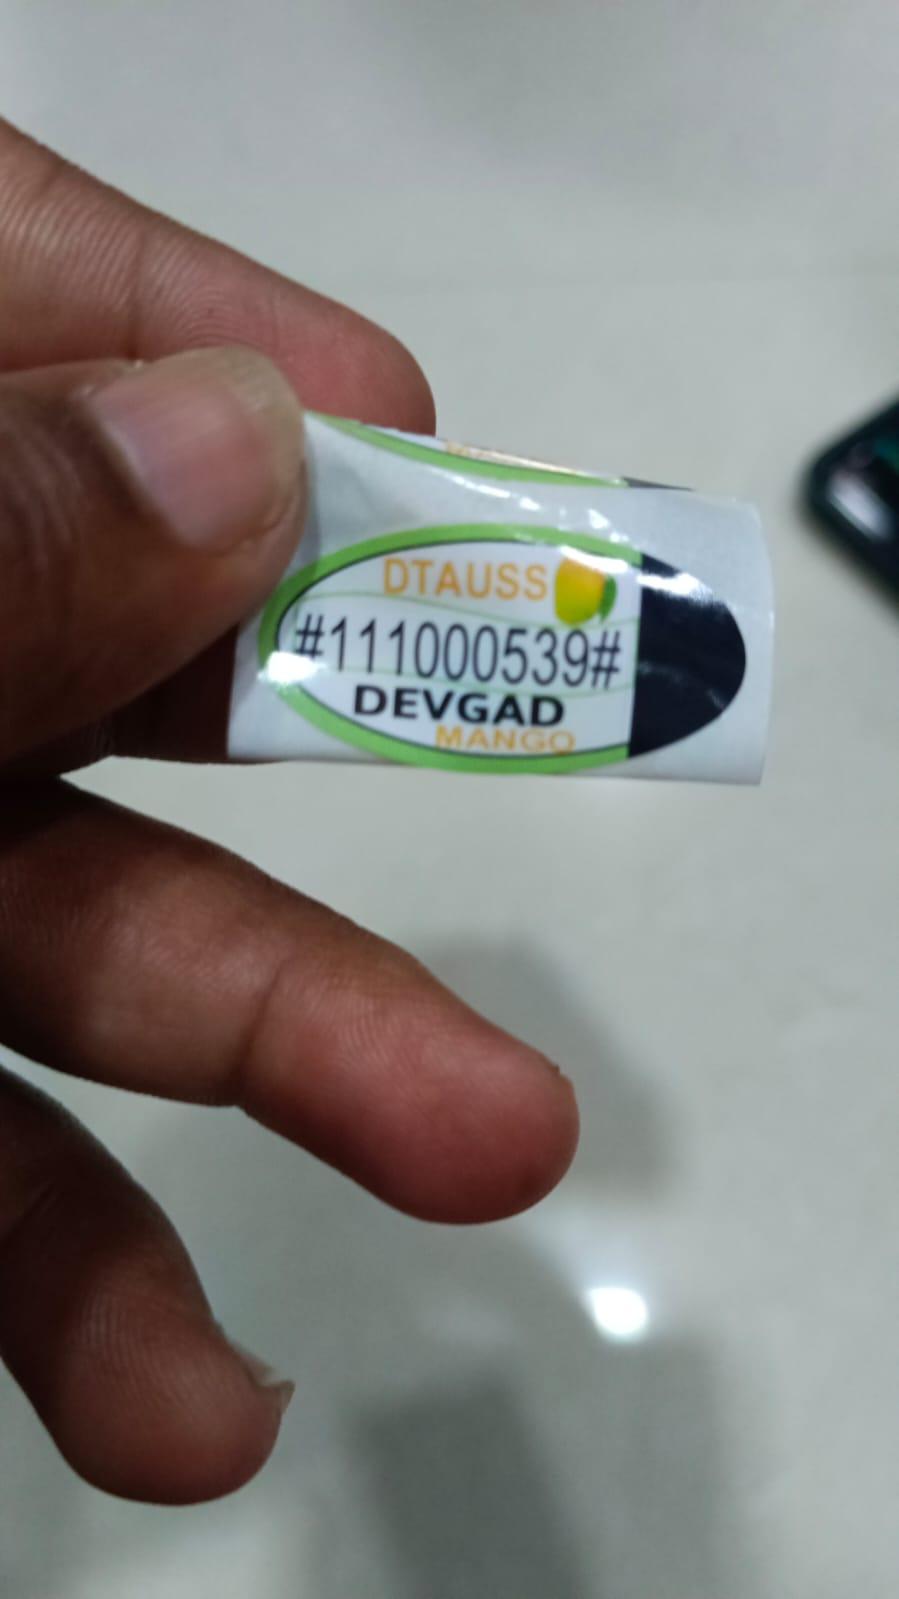 DTAUSS
#111000539#
DEVGAD
MANGO